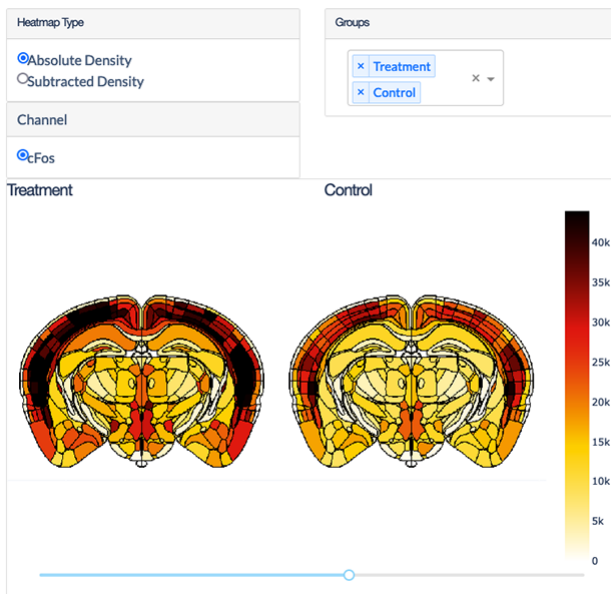 Heatmap Type
Groups
Absolute Density
Subtracted Density
× Treatment
× Control
Channel
cFos
Treatment
Control
40k
35k
30k
25k
20k
15k
10k
5k
0